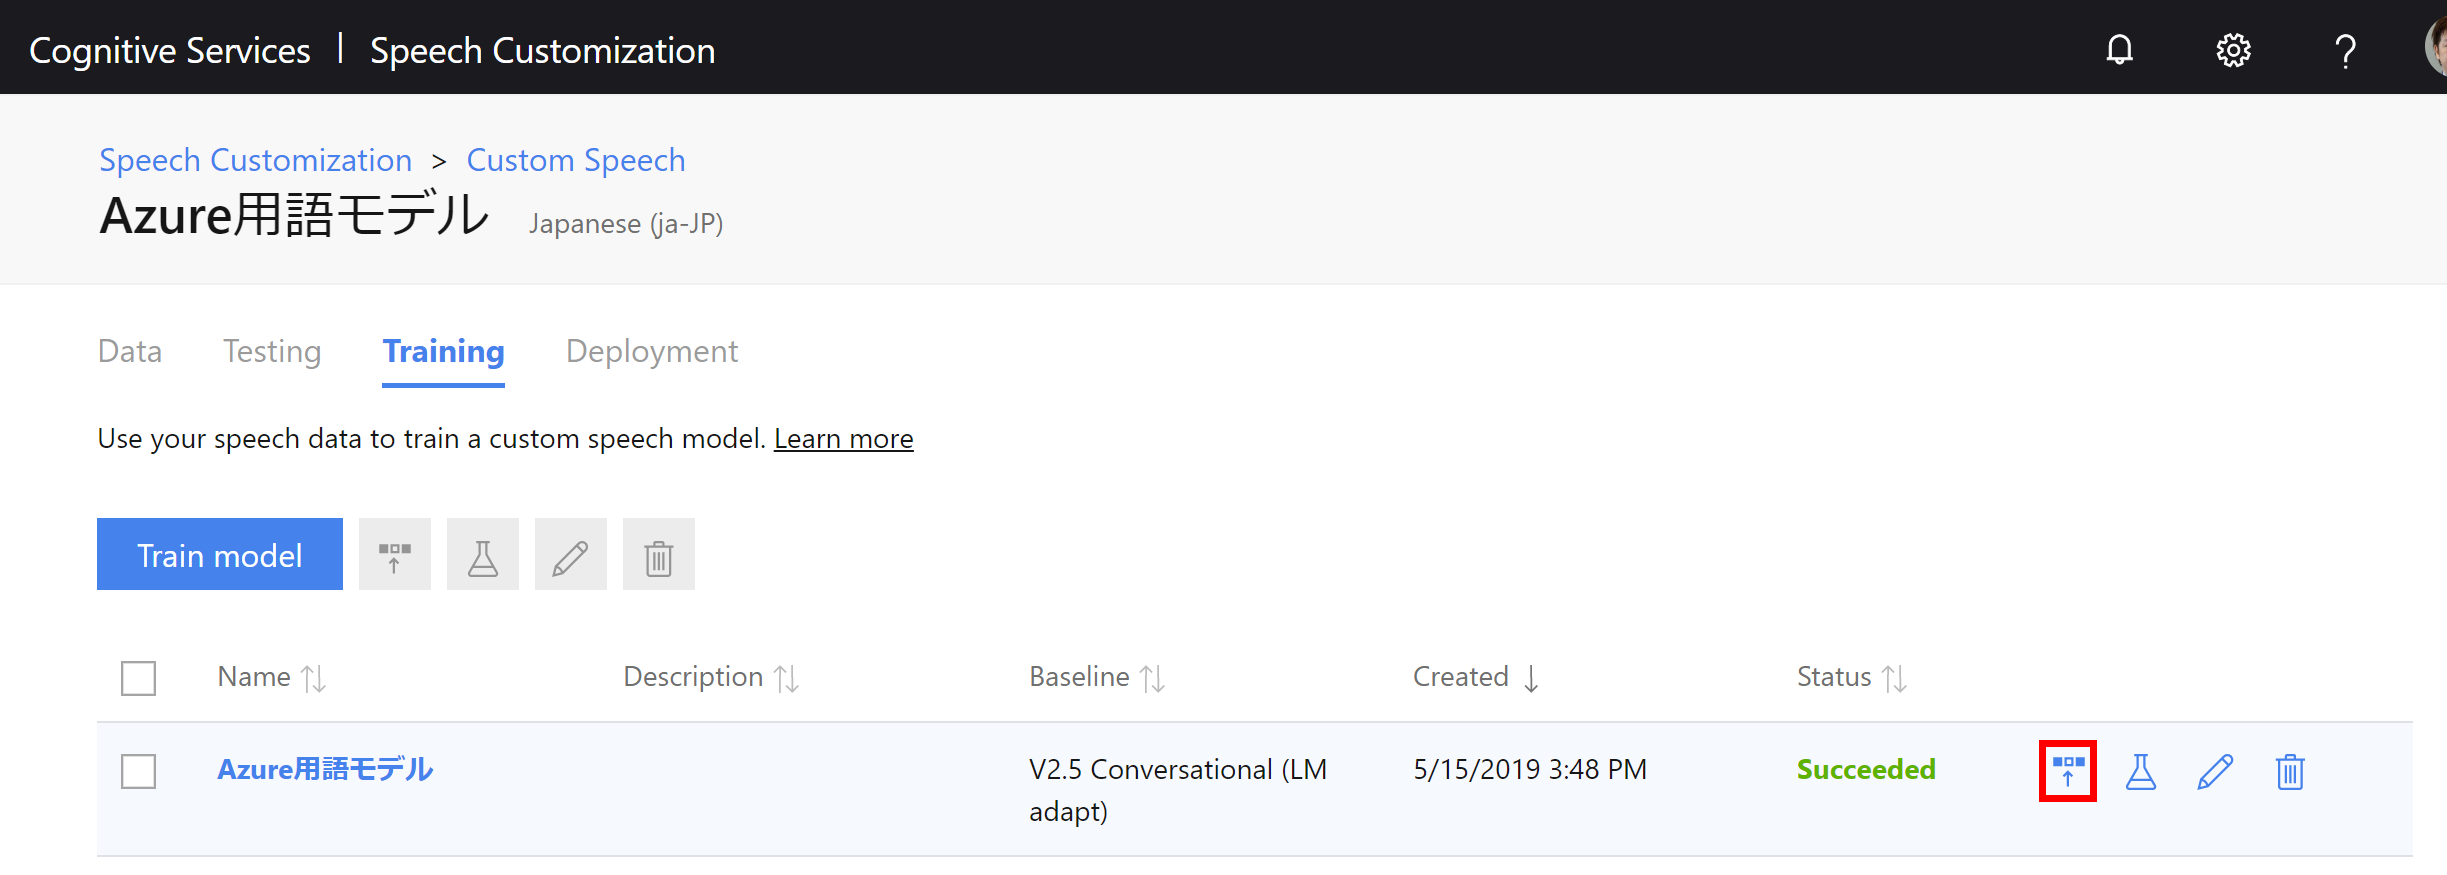 Cognitive Services | Speech Customization
Speech Customization > Custom Speech
Azure用語モデル Japanese (ja-JP)
Data Testing Training Deployment
Use your speech data to train a custom speech model. Learn more
Train model
Name Description Baseline Created Status
Azure用語モデル V2.5 Conversational (LM 5/15/2019 3:48 PM Succeeded
adapt)